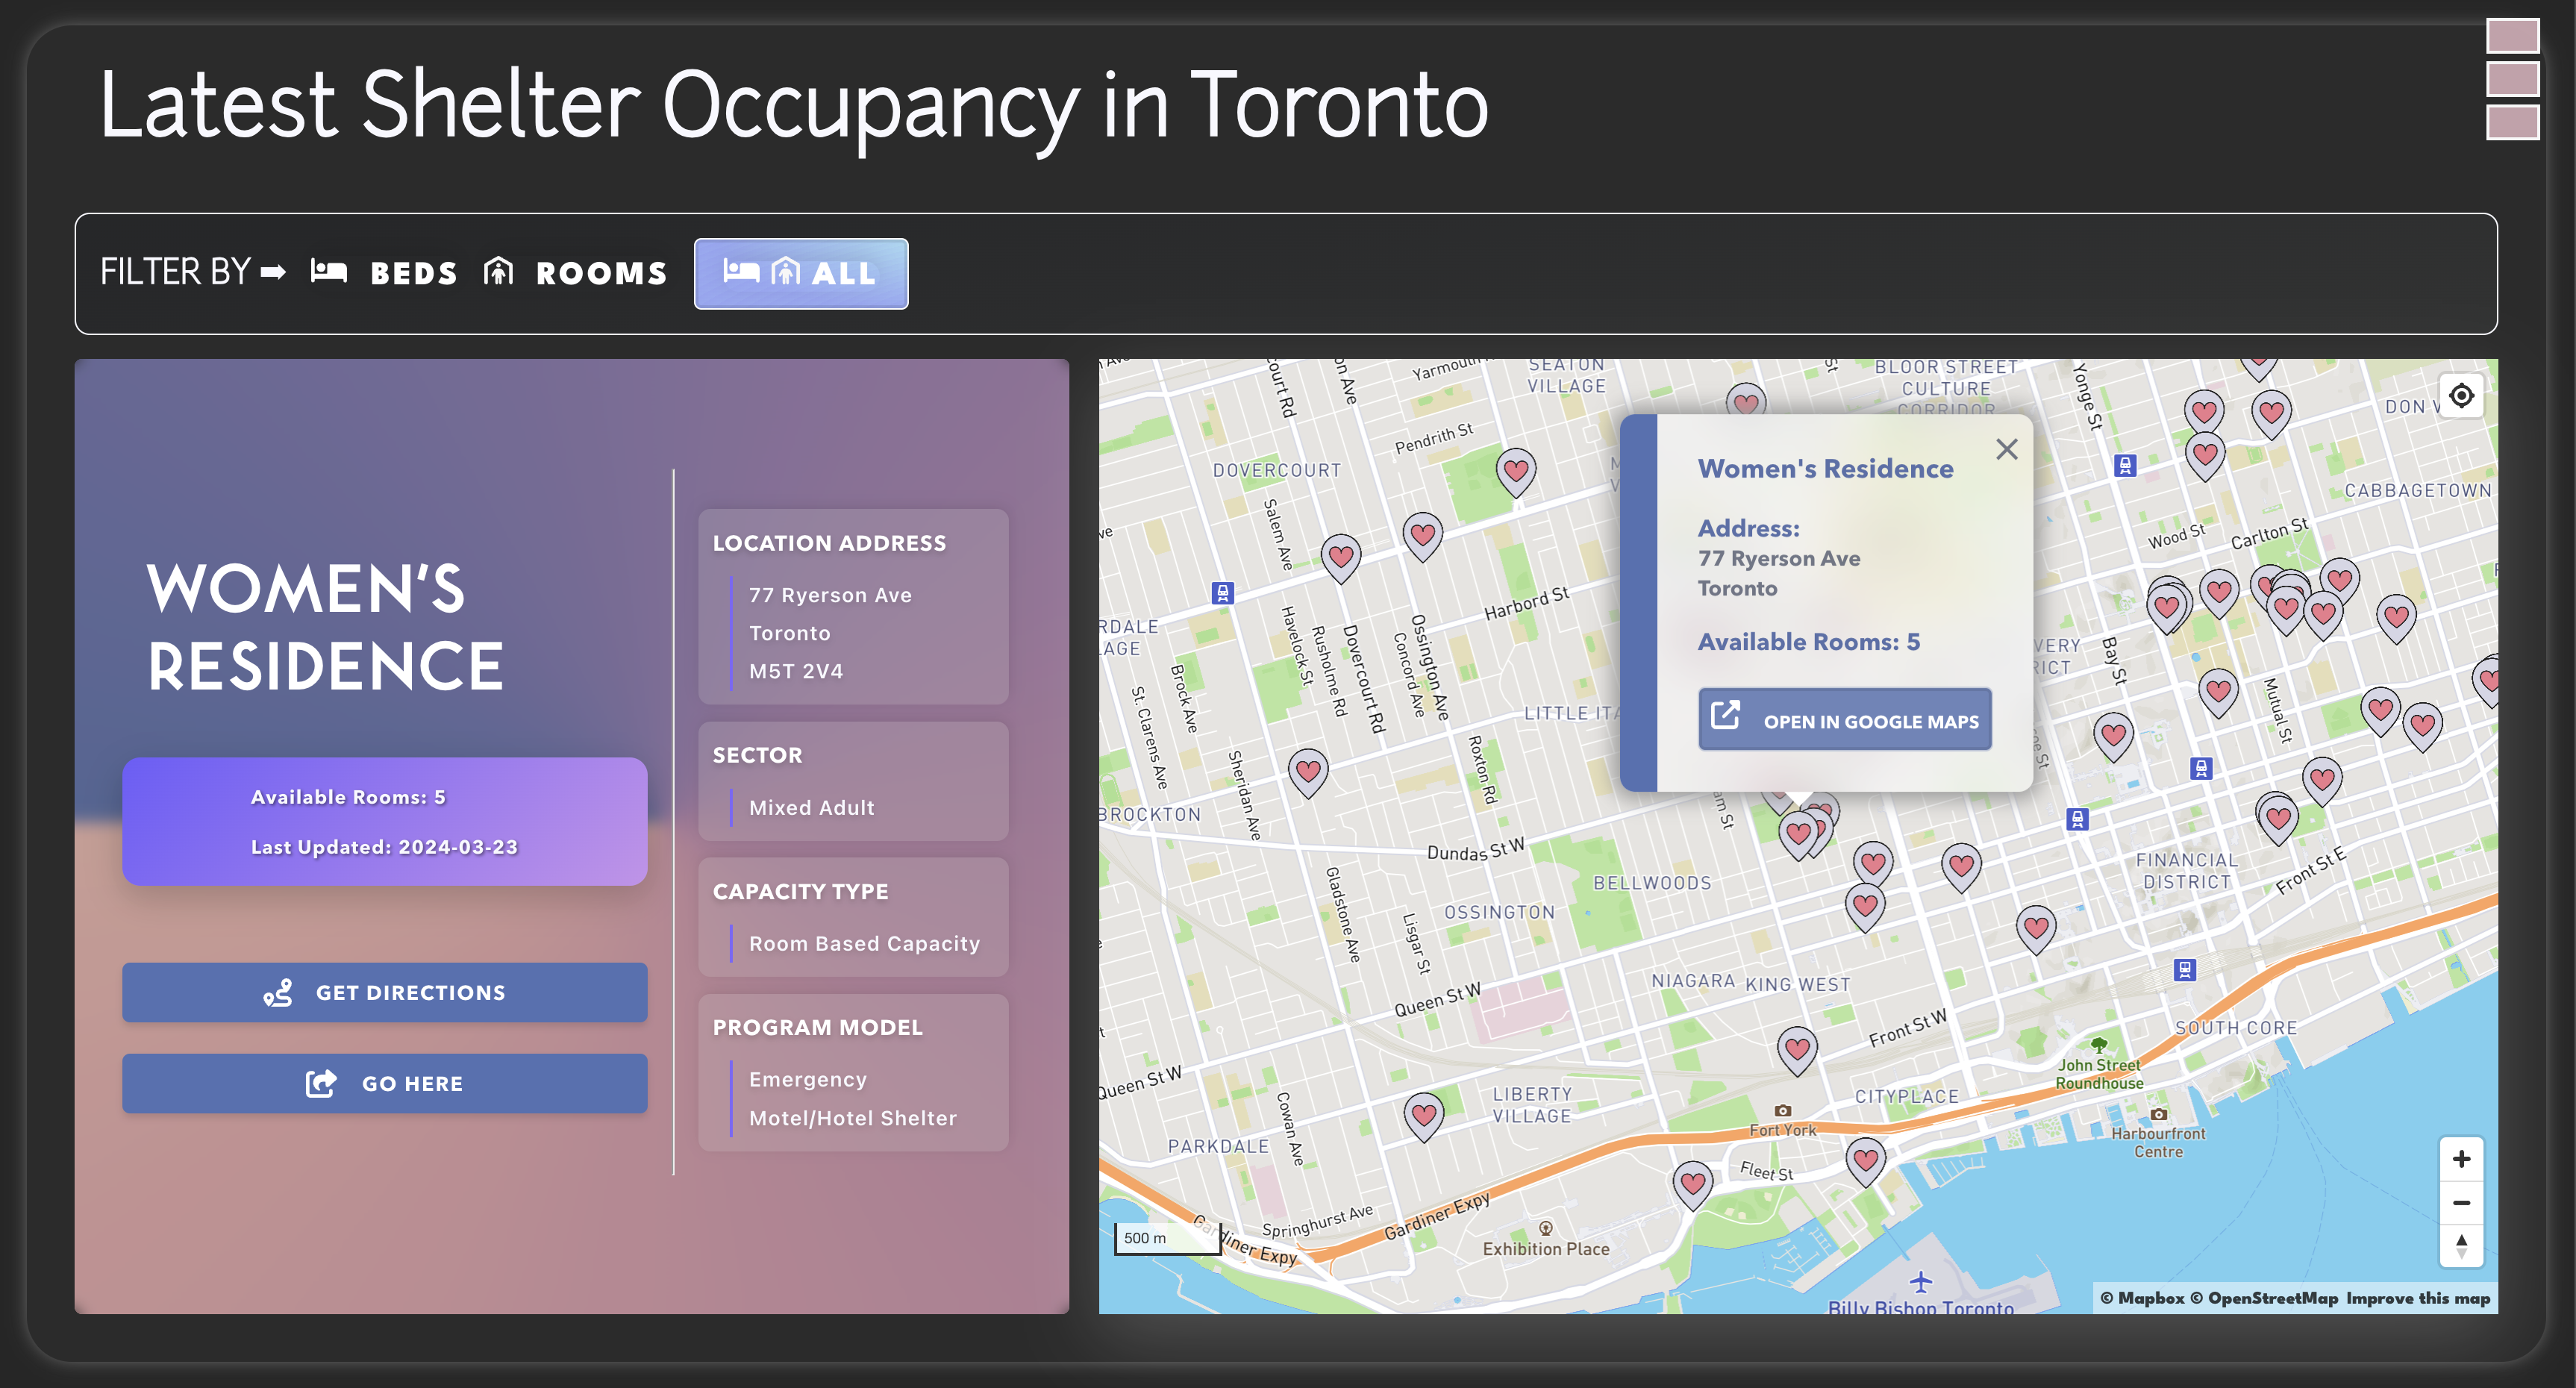 Latest Shelter Occupancy in Toronto
FILTER BY ➡ BEDS ROOMS ALL
WOMEN'S
RESIDENCE
Available Rooms: 5
Last Updated: 2024-03-23
GET DIRECTIONS
GO HERE
LOCATION ADDRESS
77 Ryerson Ave
Toronto
M5T 2V4
SECTOR
Mixed Adult
CAPACITY TYPE
Room Based Capacity
PROGRAM MODEL
Emergency
Motel/Hotel Shelter
Women's Residence
Address:
77 Ryerson Ave
Toronto
Available Rooms: 5
OPEN IN GOOGLE MAPS
SEATON
VILLAGE
BLOOR STREET
CULTURE
CORRIDOR
Yonge St
DON
Pendrith St
DOVERCOURT
CABBAGETOWN
Salem Ave
Wood St
Carlton St
Harbord St
Havelock St
Rusholme Rd
Dovercourt Rd
Concord Ave
Ossington Ave
Bay St
Brock Ave
St. Clarens Ave
Mutual St
Sheridan Ave
Roxton Rd
BROCKTON
Dundas St W
BELLWOODS
OSSINGTON
Gladstone Ave
Lisgar St
FINANCIAL
DISTRICT
Front St E
NIAGARA
KING WEST
Queen St W
Front St W
SOUTH CORE
John Street
Roundhouse
Queen St W
LIBERTY
VILLAGE
CITYPLACE
Fort York
Harbourfront
Centre
Cowan Ave
PARKDALE
Fleet St
Springhurst Ave
Gardiner Expy
Gardiner Expy
Exhibition Place
500 m
Billy Bishop Toronto
© Mapbox © OpenStreetMap Improve this map